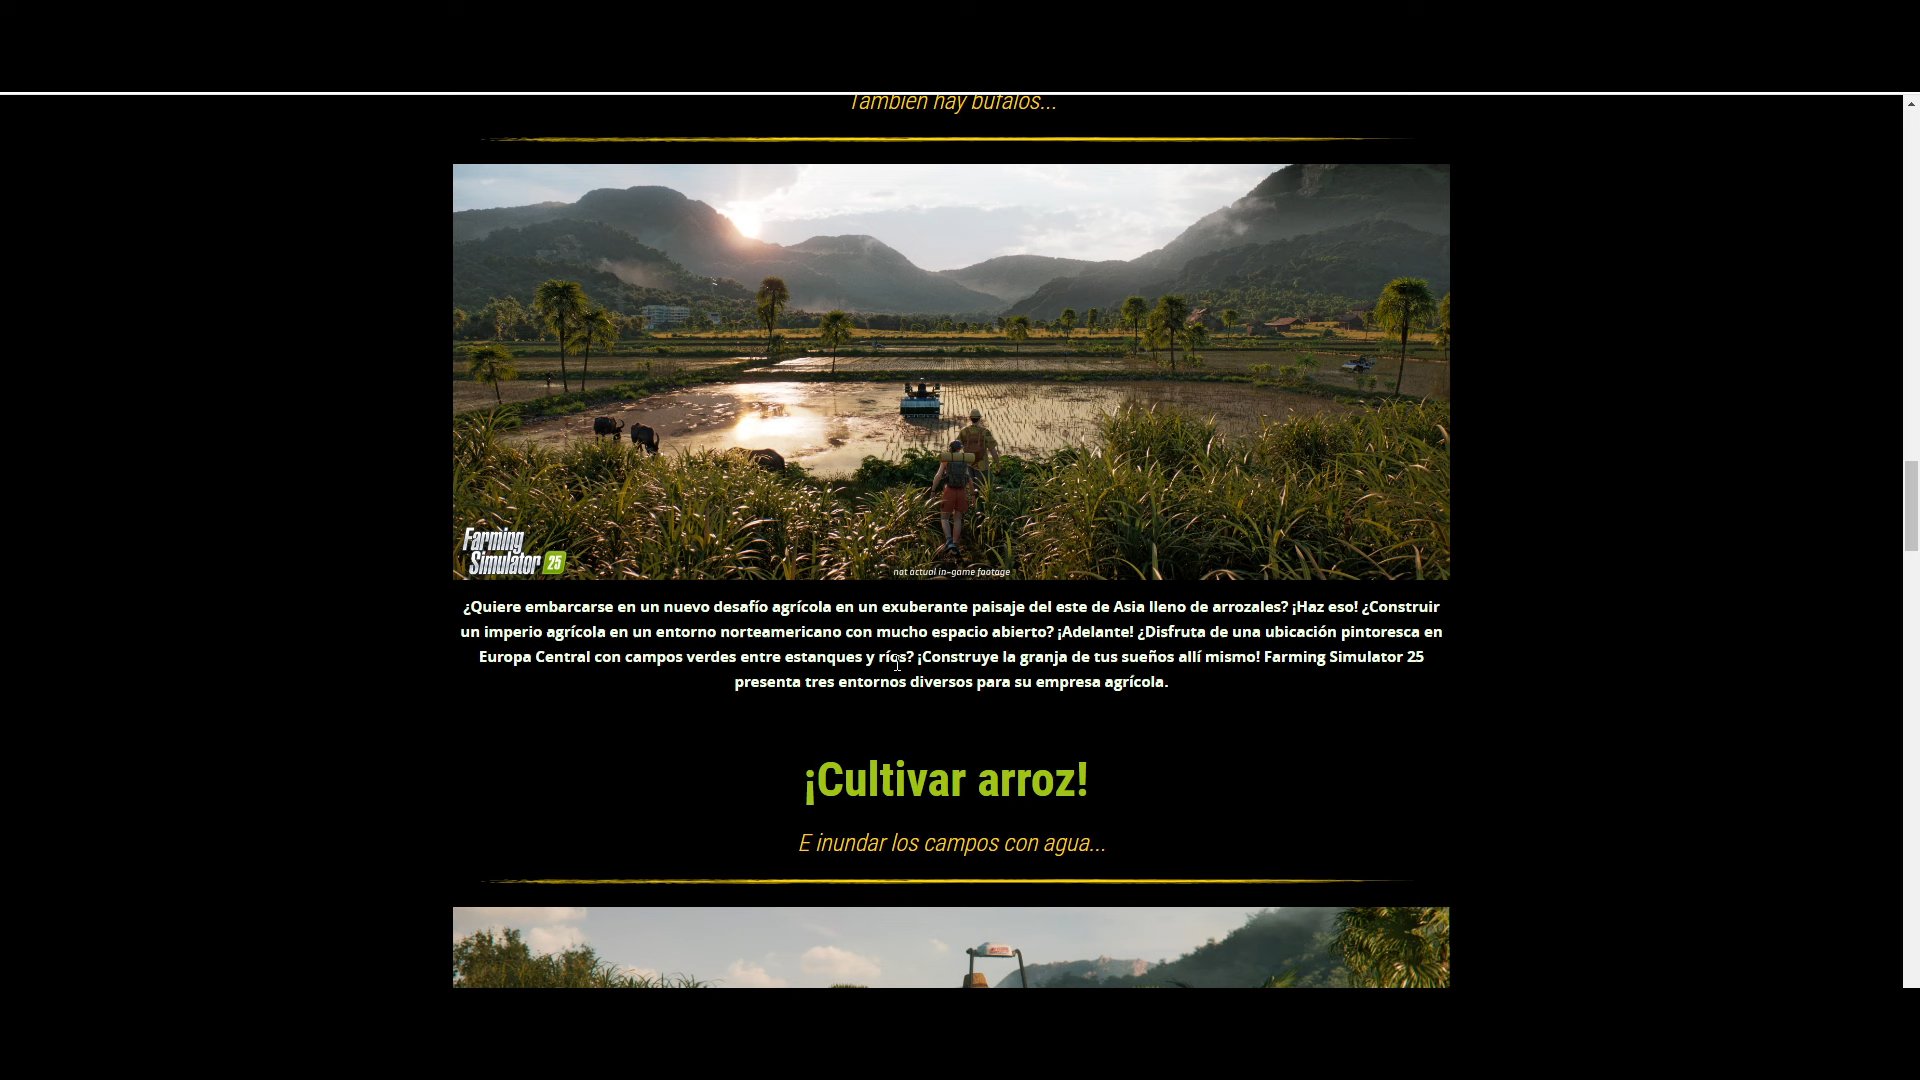 También hay búfalos...
Farming
Simulator 25
not actual in-game footage
¿Quiere embarcarse en un nuevo desafío agrícola en un exuberante paisaje del este de Asia lleno de arrozales? ¡Haz eso! ¿Construir
un imperio agrícola en un entorno norteamericano con mucho espacio abierto? ¡Adelante! ¿Disfruta de una ubicación pintoresca en
Europa Central con campos verdes entre estanques y ríos? ¡Construye la granja de tus sueños allí mismo! Farming Simulator 25
presenta tres entornos diversos para su empresa agrícola.
¡Cultivar arroz!
E inundar los campos con agua...